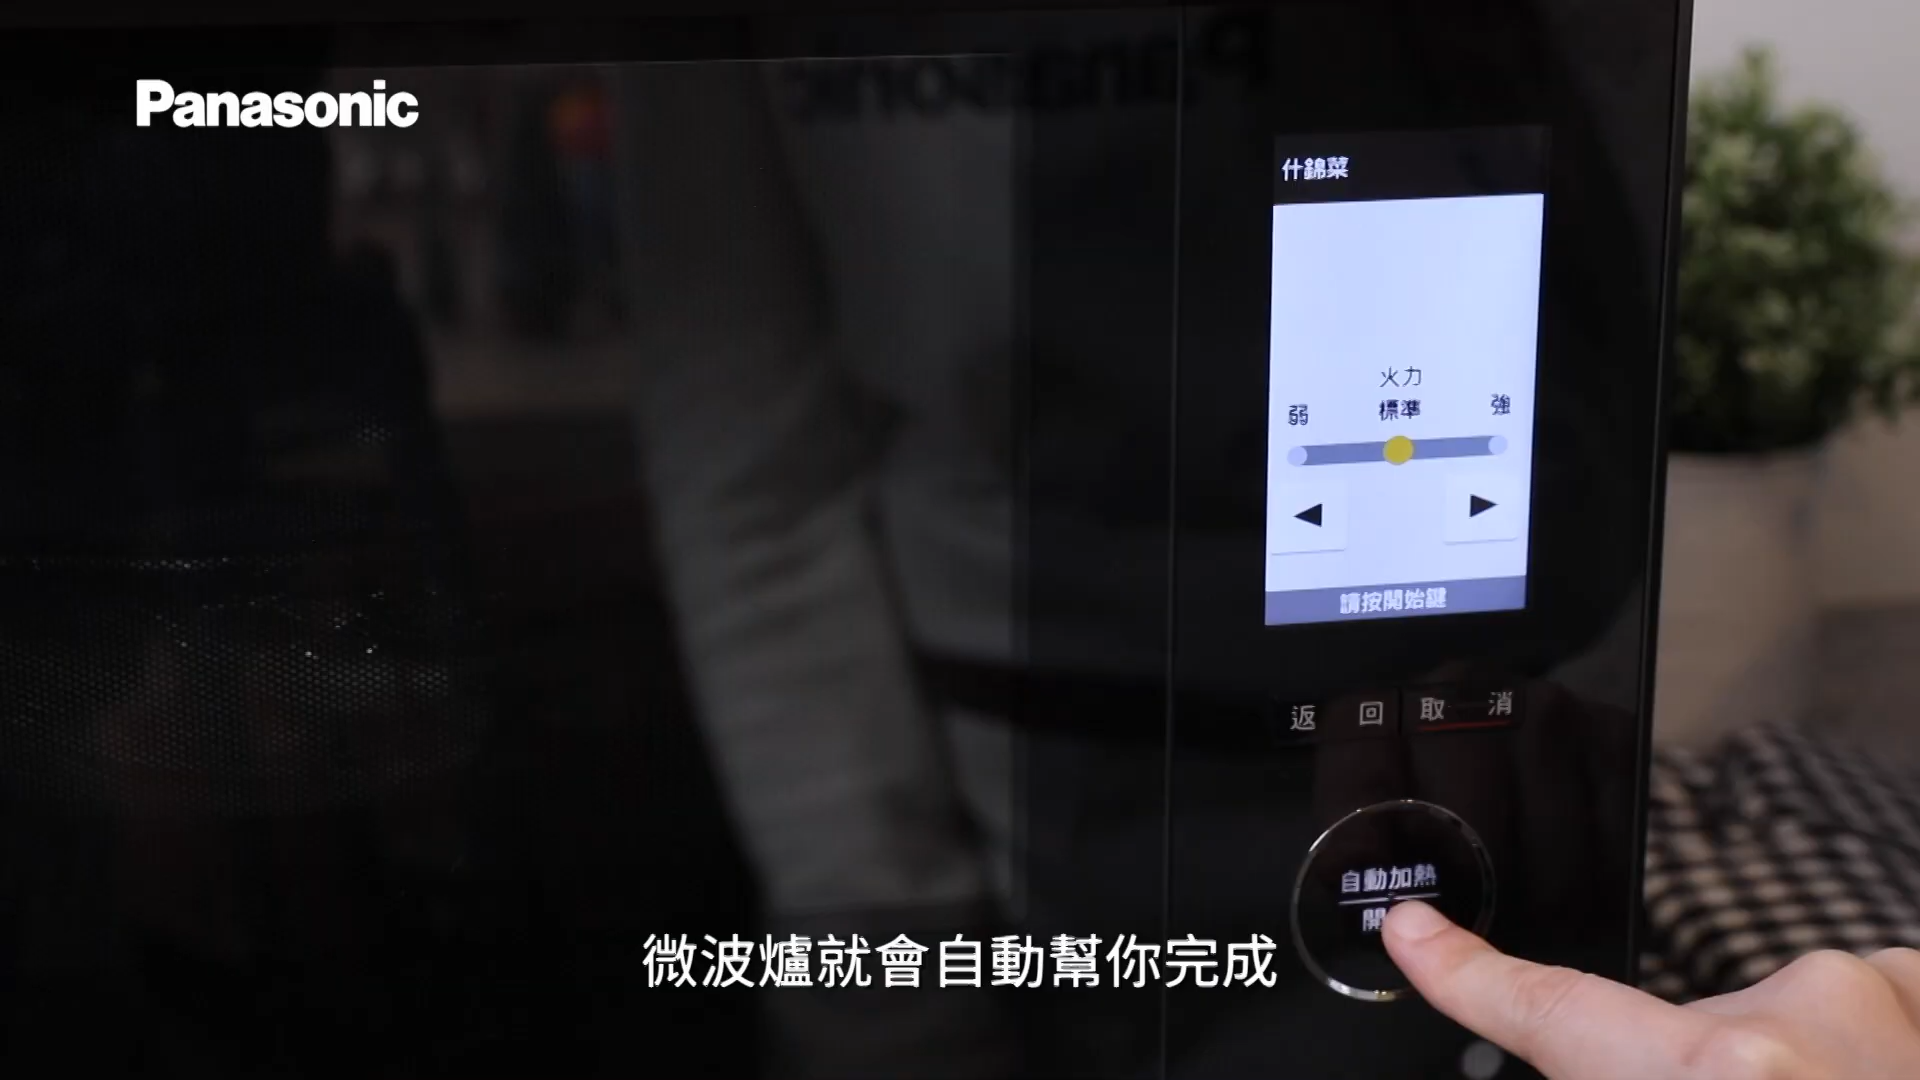 Panasonic
什錦菜
火力
弱 標準 強
請按開始鍵
返回 取消
自動加熱
開
微波爐就會自動幫你完成